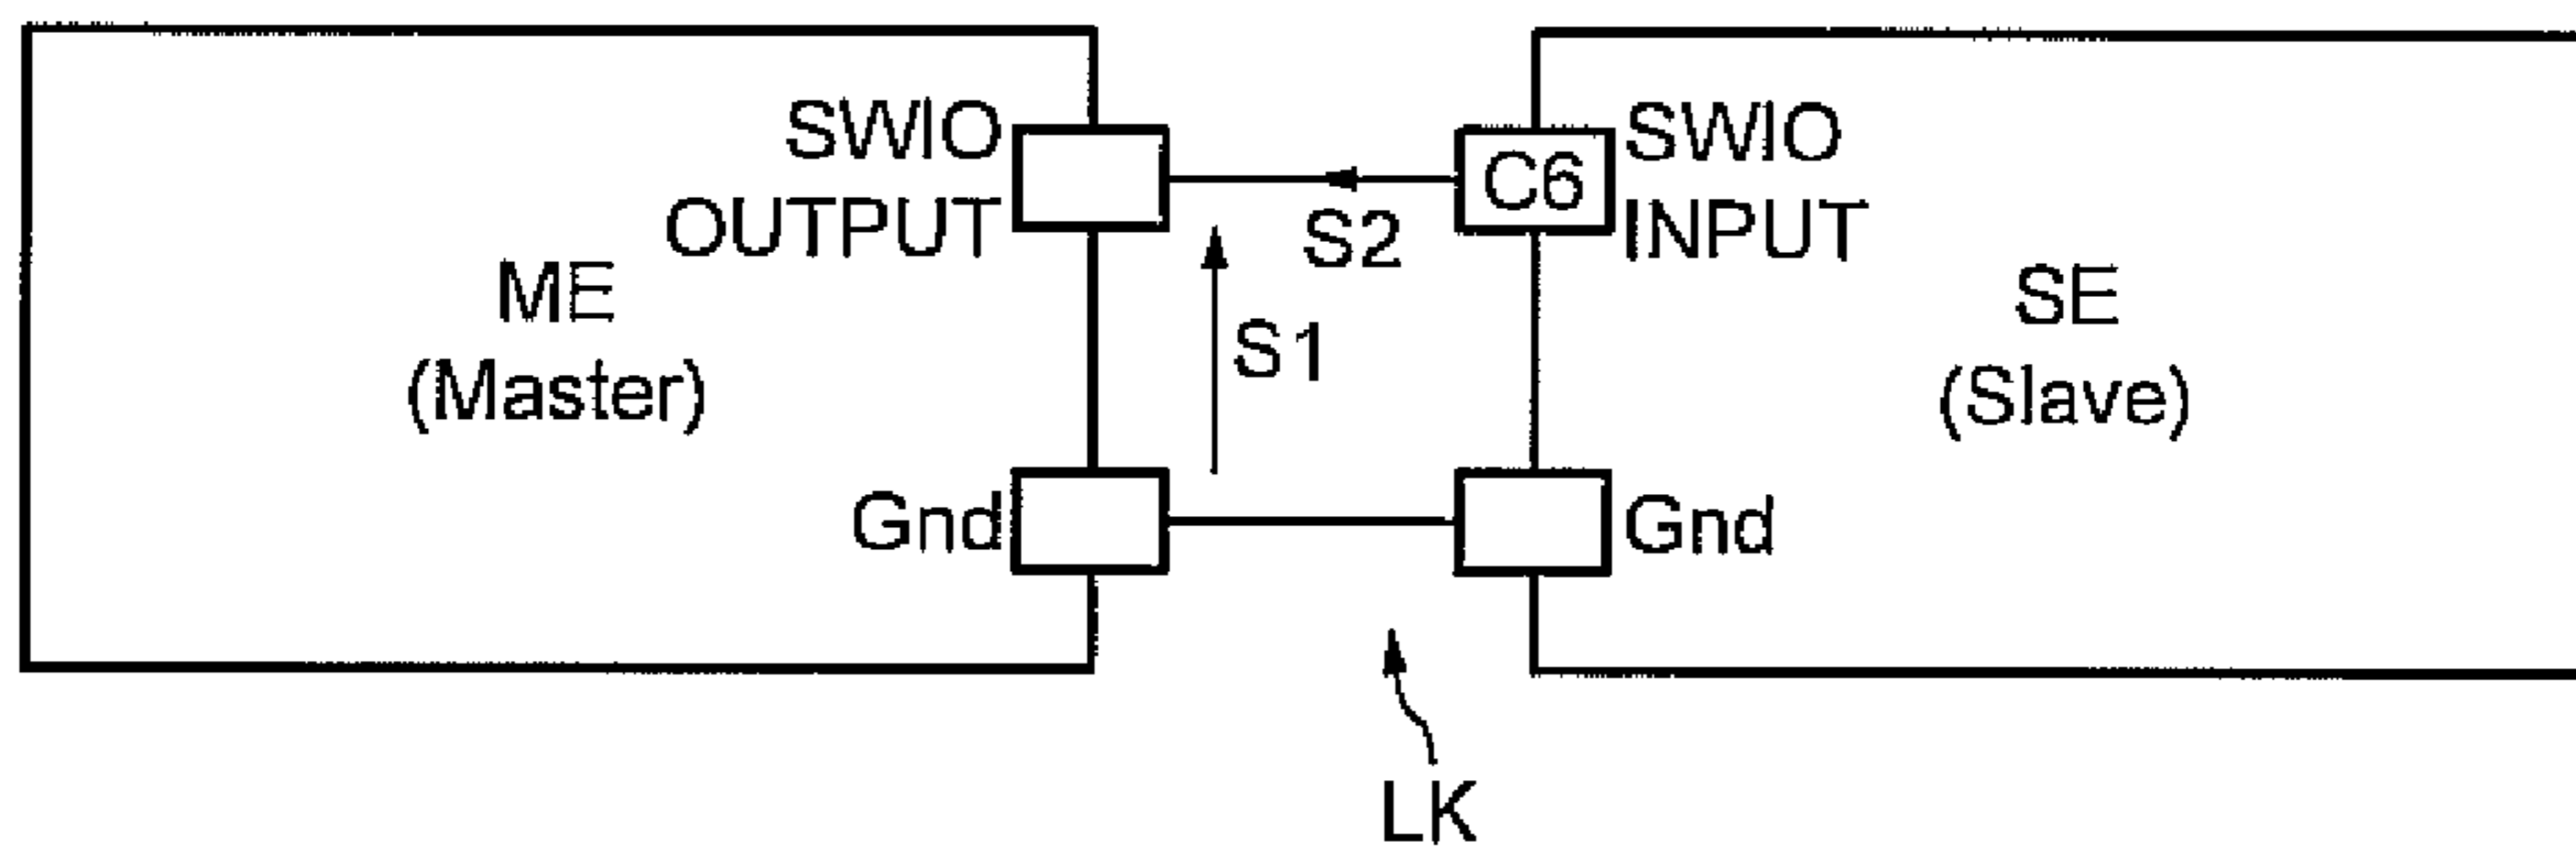 SWIO
OUTPUT
ME
(Master)
Gnd
S1
S2
C6
SWIO
INPUT
SE
(Slave)
Gnd
LK